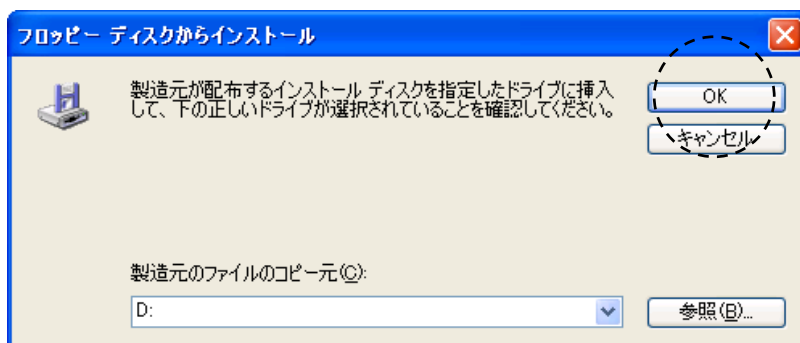 フロッピー ディスクからインストール
製造元が配布するインストール ディスクを指定したドライブに挿入
して、下の正しいドライブが選択されていることを確認してください。
OK
キャンセル
製造元のファイルのコピー元(C):
D:
参照(B)...